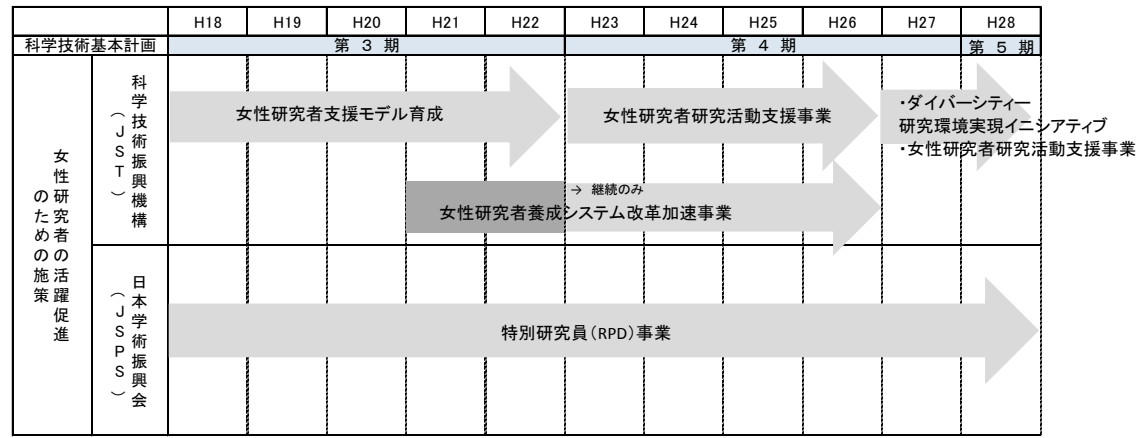 H18 H19 H20 H21 H22 H23 H24 H25 H26 H27 H28
科学技術基本計画 第 3 期 第 4 期 第 5 期
女性研究者の活躍促進
のための施策
科学技術振興機構
（JST）
女性研究者支援モデル育成
女性研究者研究活動支援事業
・ダイバーシティー
研究環境実現イニシアティブ
・女性研究者研究活動支援事業
→ 継続のみ
女性研究者養成システム改革加速事業
日本学術振興会
（JSPS）
特別研究員（RPD）事業